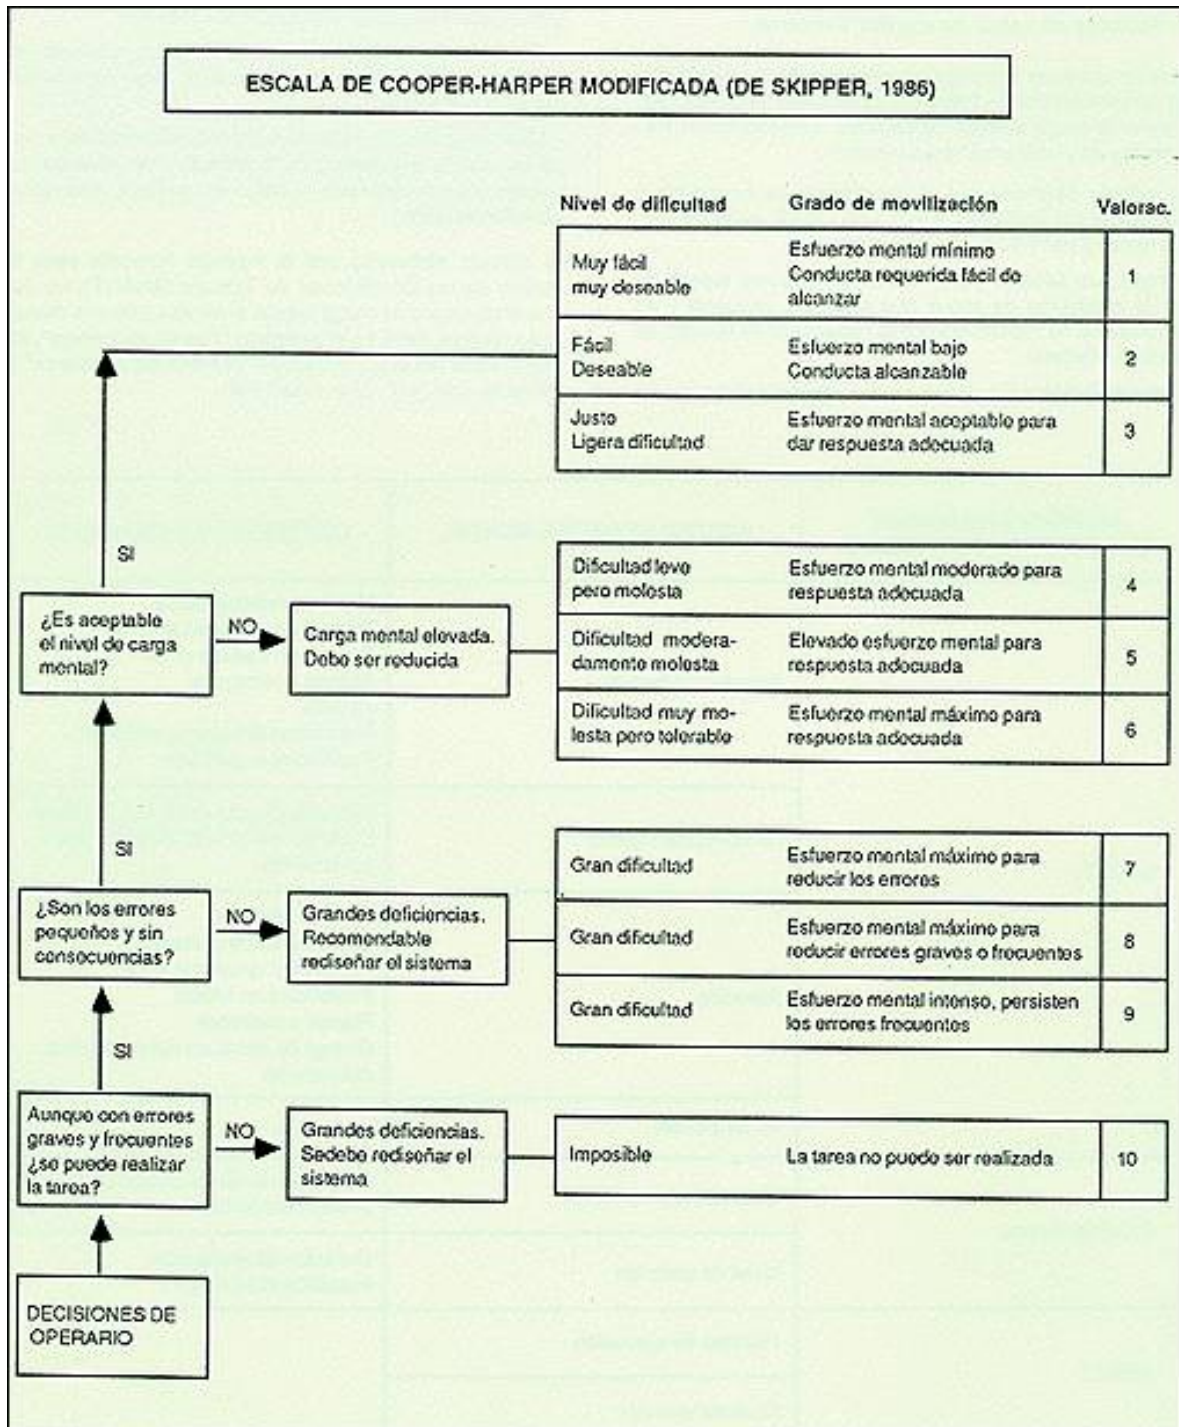 ESCALA DE COOPER-HARPER MODIFICADA (DE SKIPPER, 1986)
Nivel de dificultad Grado de movilización Valorac.
Muy fácil
muy deseable
Esfuerzo mental mínimo
Conducta requerida fácil de
alcanzar
1
Fácil
Deseable
Esfuerzo mental bajo
Conducta alcanzable
2
Justo
Ligera dificultad
Esfuerzo mental aceptable para
dar respuesta adecuada
3
SI
¿Es aceptable
el nivel de carga
mental?
NO
Carga mental elevada.
Debe ser reducida
Dificultad leve
pero molesta
Esfuerzo mental moderado para
respuesta adecuada
4
Dificultad modera-
damente molesta
Elevado esfuerzo mental para
respuesta adecuada
5
Dificultad muy mo-
lesta pero tolerable
Esfuerzo mental máximo para
respuesta adecuada
6
SI
¿Son los errores
pequeños y sin
consecuencias?
NO
Grandes deficiencias.
Recomendable
rediseñar el sistema
Gran dificultad
Esfuerzo mental máximo para
reducir los errores
7
Gran dificultad
Esfuerzo mental máximo para
reducir errores graves o frecuentes
8
Gran dificultad
Esfuerzo mental intenso, persisten
los errores frecuentes
9
SI
Aunque con errores
graves y frecuentes
¿se puede realizar
la tarea?
NO
Grandes deficiencias.
Sedebe rediseñar el
sistema
Imposible
La tarea no puede ser realizada
10
DECISIONES DE
OPERARIO